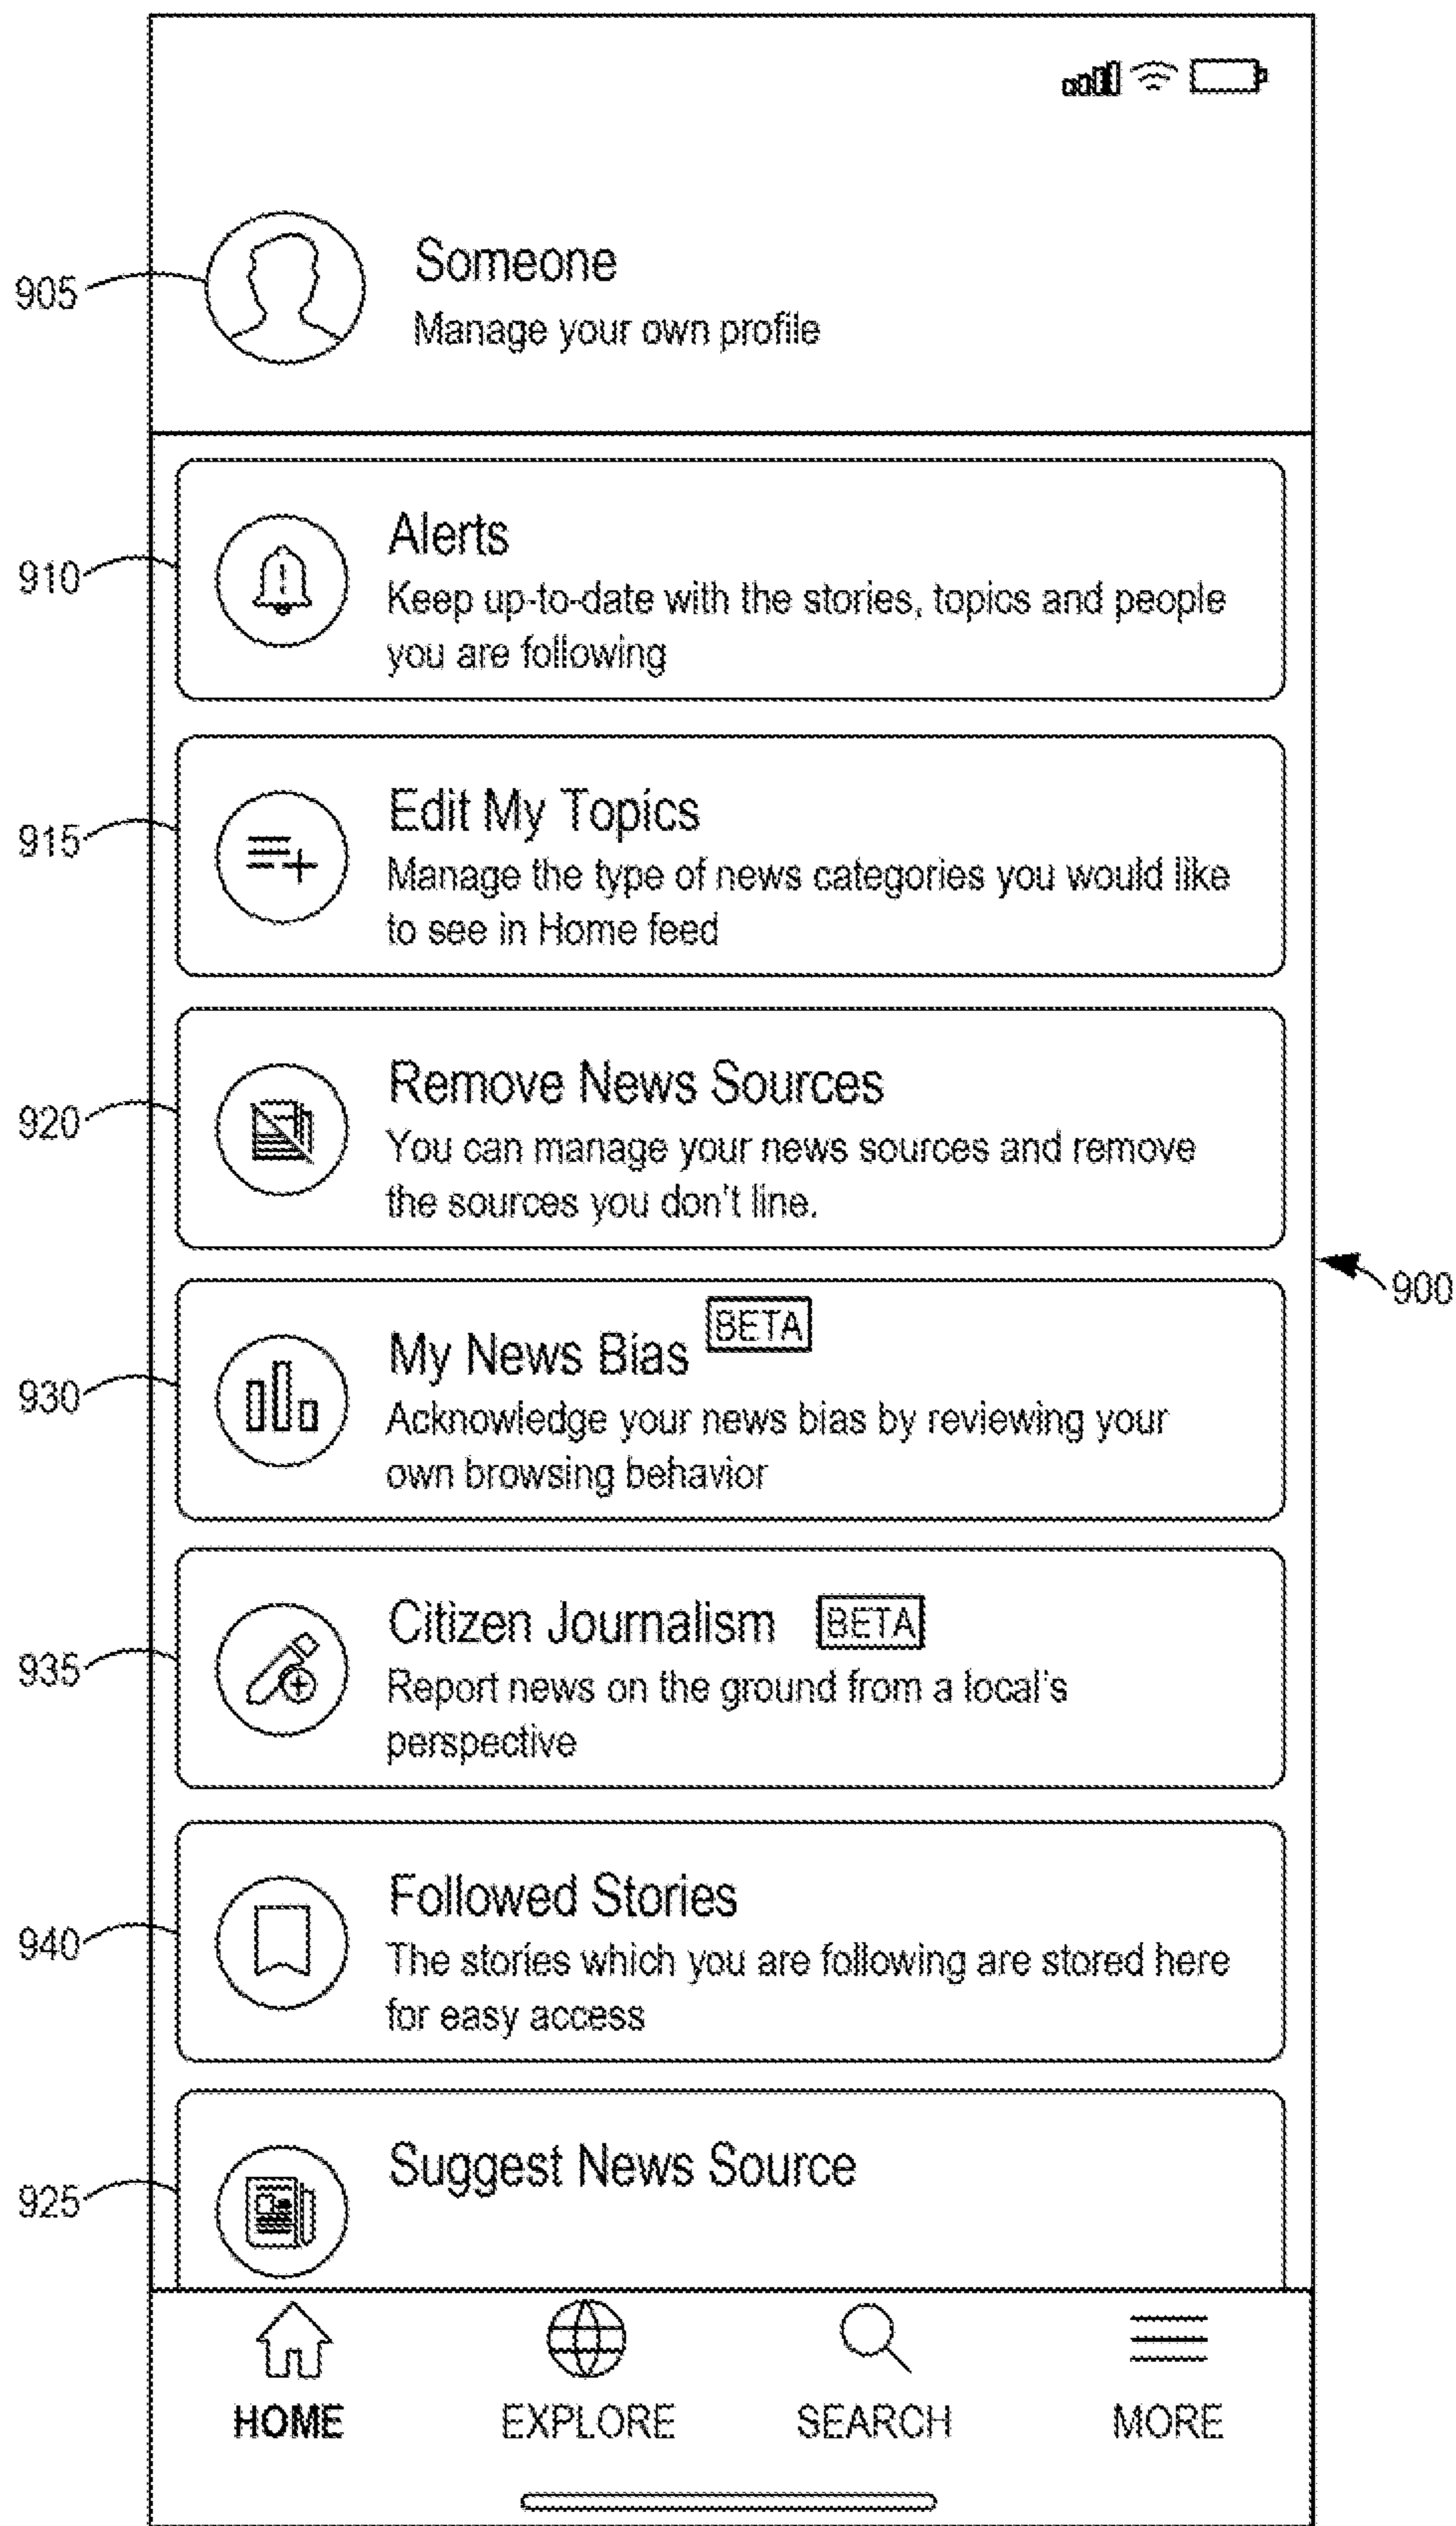 905
Someone
Manage your own profile
910
Alerts
Keep up-to-date with the stories, topics and people
you are following
915
Edit My Topics
Manage the type of news categories you would like
to see in Home feed
920
Remove News Sources
You can manage your news sources and remove
the sources you don't line.
900
930
My News Bias BETA
Acknowledge your news bias by reviewing your
own browsing behavior
935
Citizen Journalism BETA
Report news on the ground from a local's
perspective
940
Followed Stories
The stories which you are following are stored here
for easy access
925
Suggest News Source
HOME EXPLORE SEARCH MORE